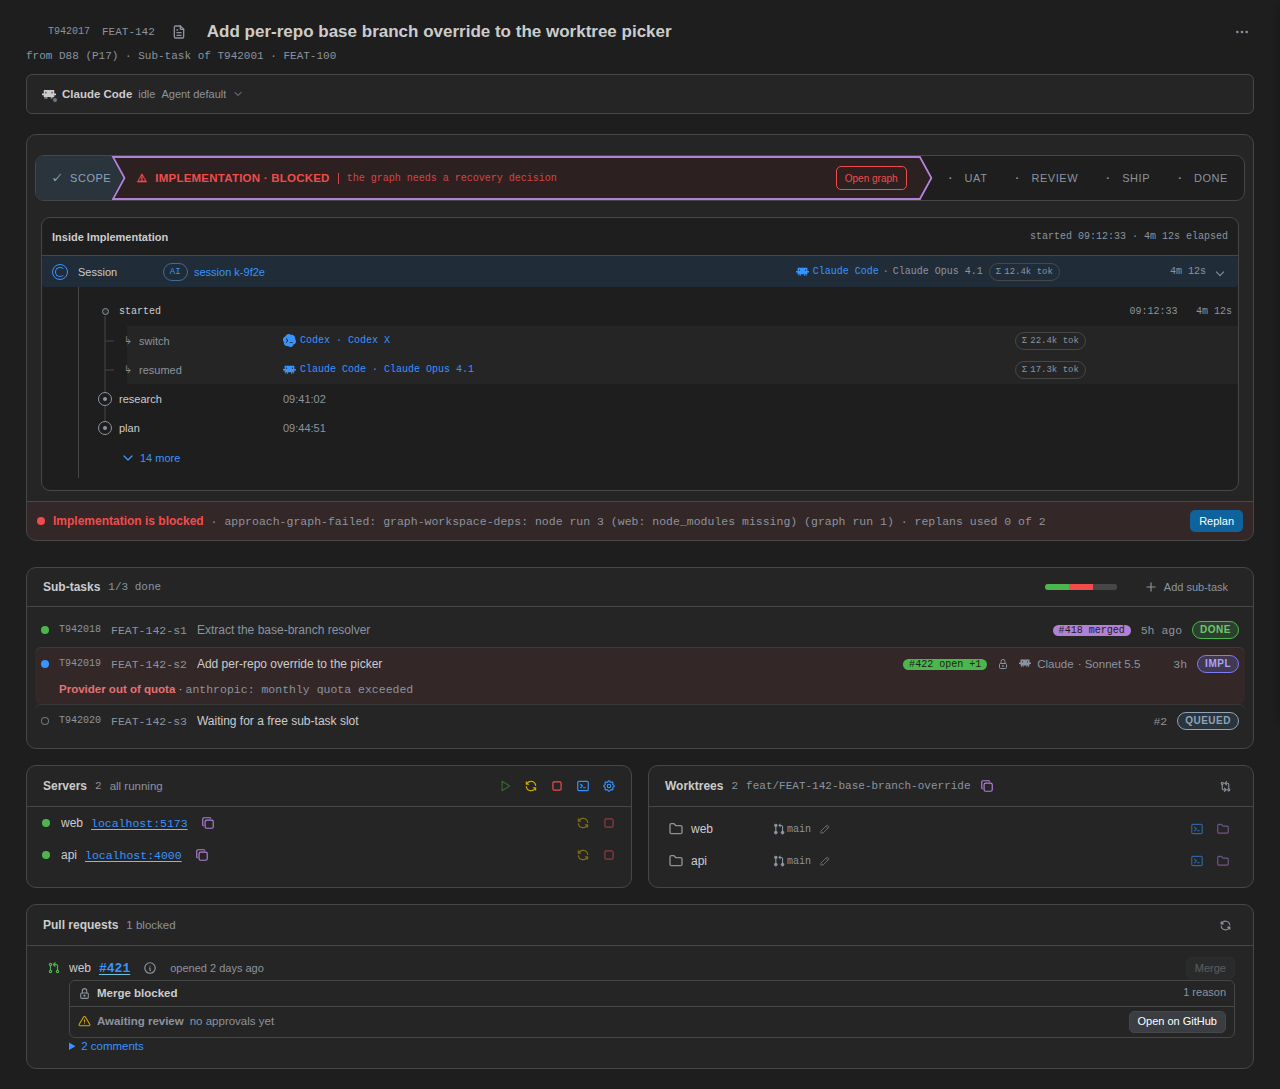 T942017 FEAT-142 Add per-repo base branch override to the worktree picker
from D88 (P17) · Sub-task of T942001 · FEAT-100
Claude Code idle Agent default
SCOPE IMPLEMENTATION · BLOCKED the graph needs a recovery decision Open graph · UAT · REVIEW · SHIP · DONE
Inside Implementation started 09:12:33 · 4m 12s elapsed
Session AI session k-9f2e Claude Code · Claude Opus 4.1 Σ 12.4k tok 4m 12s
started 09:12:33 4m 12s
↳ switch Codex · Codex X Σ 22.4k tok
↳ resumed Claude Code · Claude Opus 4.1 Σ 17.3k tok
research 09:41:02
plan 09:44:51
14 more
Implementation is blocked · approach-graph-failed: graph-workspace-deps: node run 3 (web: node_modules missing) (graph run 1) · replans used 0 of 2 Replan
Sub-tasks 1/3 done Add sub-task
T942018 FEAT-142-s1 Extract the base-branch resolver #418 merged 5h ago DONE
T942019 FEAT-142-s2 Add per-repo override to the picker #422 open +1 Claude · Sonnet 5.5 3h IMPL
Provider out of quota · anthropic: monthly quota exceeded
T942020 FEAT-142-s3 Waiting for a free sub-task slot #2 QUEUED
Servers 2 all running
web localhost:5173
api localhost:4000
Worktrees 2 feat/FEAT-142-base-branch-override
web main
api main
Pull requests 1 blocked
web #421 opened 2 days ago Merge
Merge blocked 1 reason
Awaiting review no approvals yet Open on GitHub
2 comments